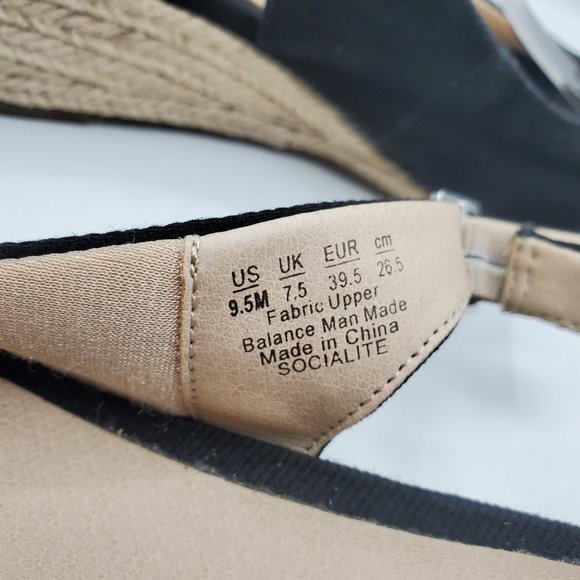 US UK EUR cm
9.5M 7.5 39.5 26.5
Fabric Upper
Balance Man Made
Made in China
SOCIALITE